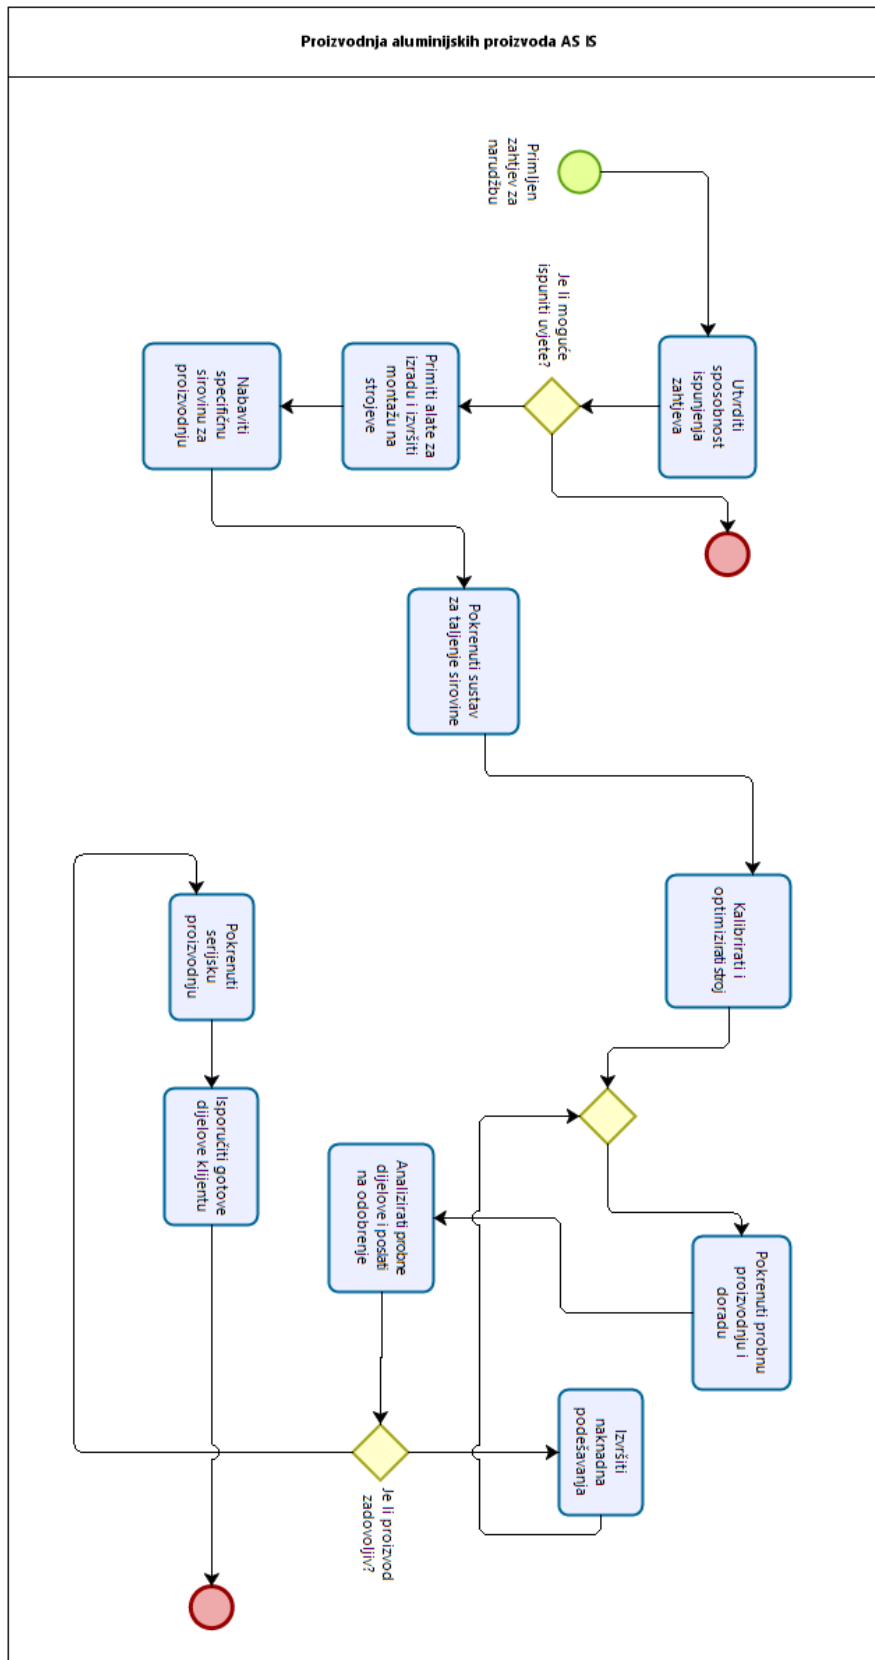 Proizvodnja aluminijskih proizvoda AS IS
Primljen
zahtjev za
narudžbu
Utvrditi
sposobnost
ispunjenja
zahtjeva
Je li moguće
ispuniti uvjete?
Primiti alate za
izradu i izvršiti
montažu na
strojeve
Nabaviti
specifičnu
sirovinu za
proizvodnju
Pokrenuti sustav
za taljenje sirovine
Kalibrirati i
optimizirati stroj
Pokrenuti probnu
proizvodnju i
doradu
Analizirati probne
dijelove i poslati
na odobrenje
Je li proizvod
zadovoljiv?
Izvršiti
naknadna
podešavanja
Pokrenuti
serijsku
proizvodnju
Isporučiti gotove
dijelove klijentu